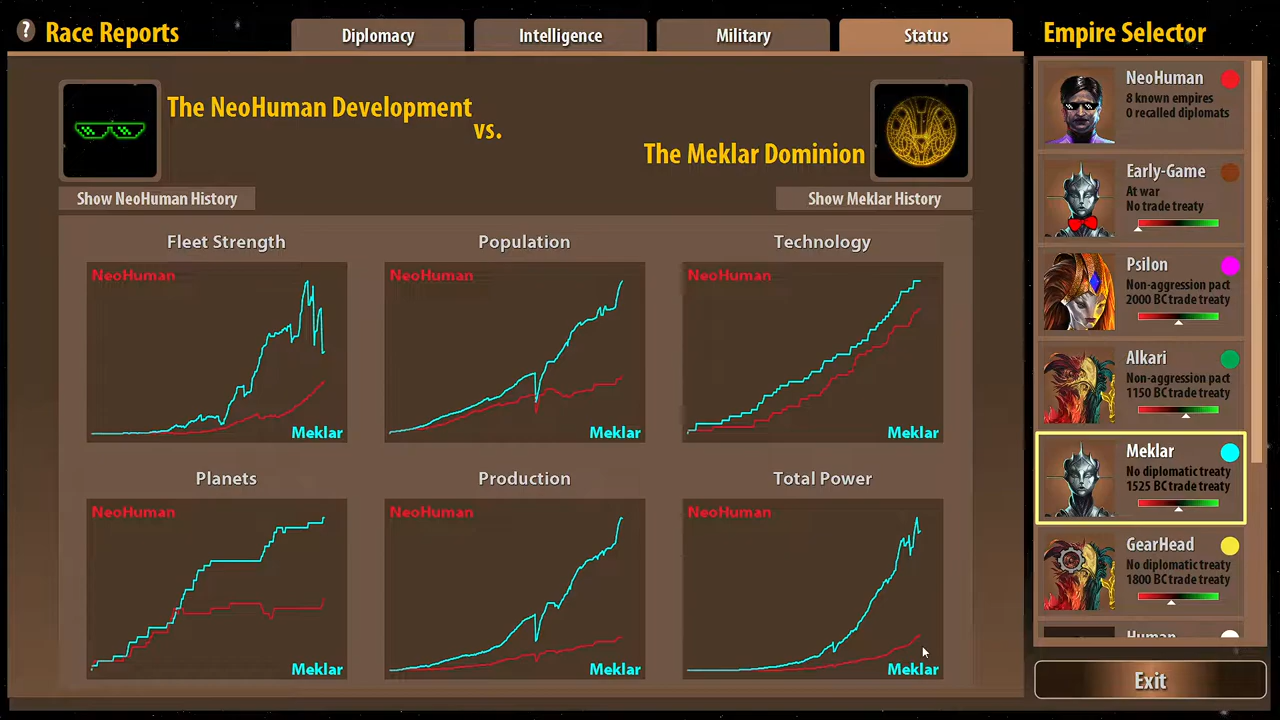 ?
Race Reports
Diplomacy
Intelligence
Military
Status
Empire Selector
The NeoHuman Development
vs.
The Meklar Dominion
Show NeoHuman History
Show Meklar History
Fleet Strength
NeoHuman
Meklar
Population
NeoHuman
Meklar
Technology
NeoHuman
Meklar
Planets
NeoHuman
Meklar
Production
NeoHuman
Meklar
Total Power
NeoHuman
Meklar
NeoHuman
8 known empires
0 recalled diplomats
Early-Game
At war
No trade treaty
Psilon
Non-aggression pact
2000 BC trade treaty
Alkari
Non-aggression pact
1150 BC trade treaty
Meklar
No diplomatic treaty
1525 BC trade treaty
GearHead
No diplomatic treaty
1800 BC trade treaty
Human
Exit